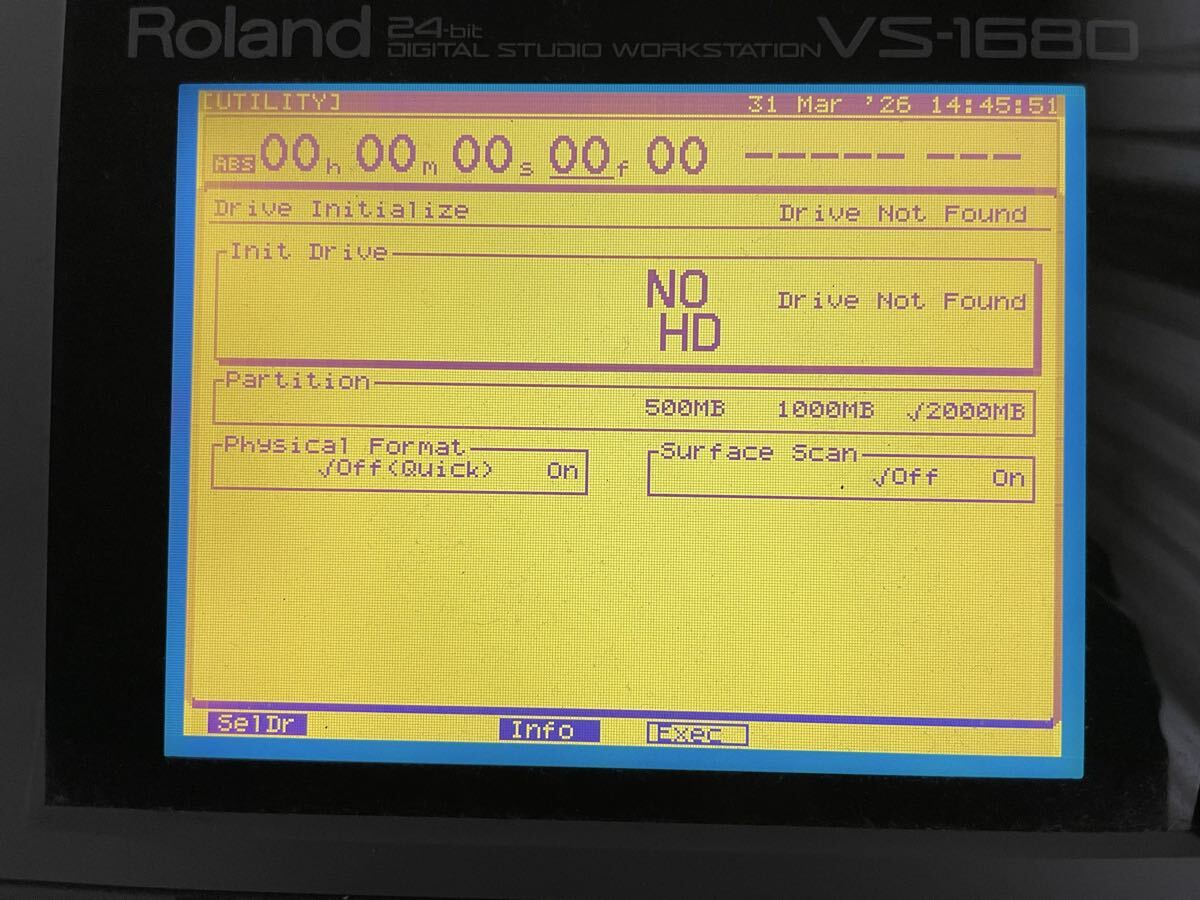 Roland 24-bit DIGITAL STUDIO WORKSTATION VS-1680
[UTILITY] 31 Mar '26 14:45:51
ABS 00h 00m 00s 00f 00 ----- ---
Drive Initialize Drive Not Found
Init Drive
NO HD Drive Not Found
Partition
500MB 1000MB √2000MB
Physical Format Surface Scan
√Off(Quick) On √Off On
SelDr Info Exec